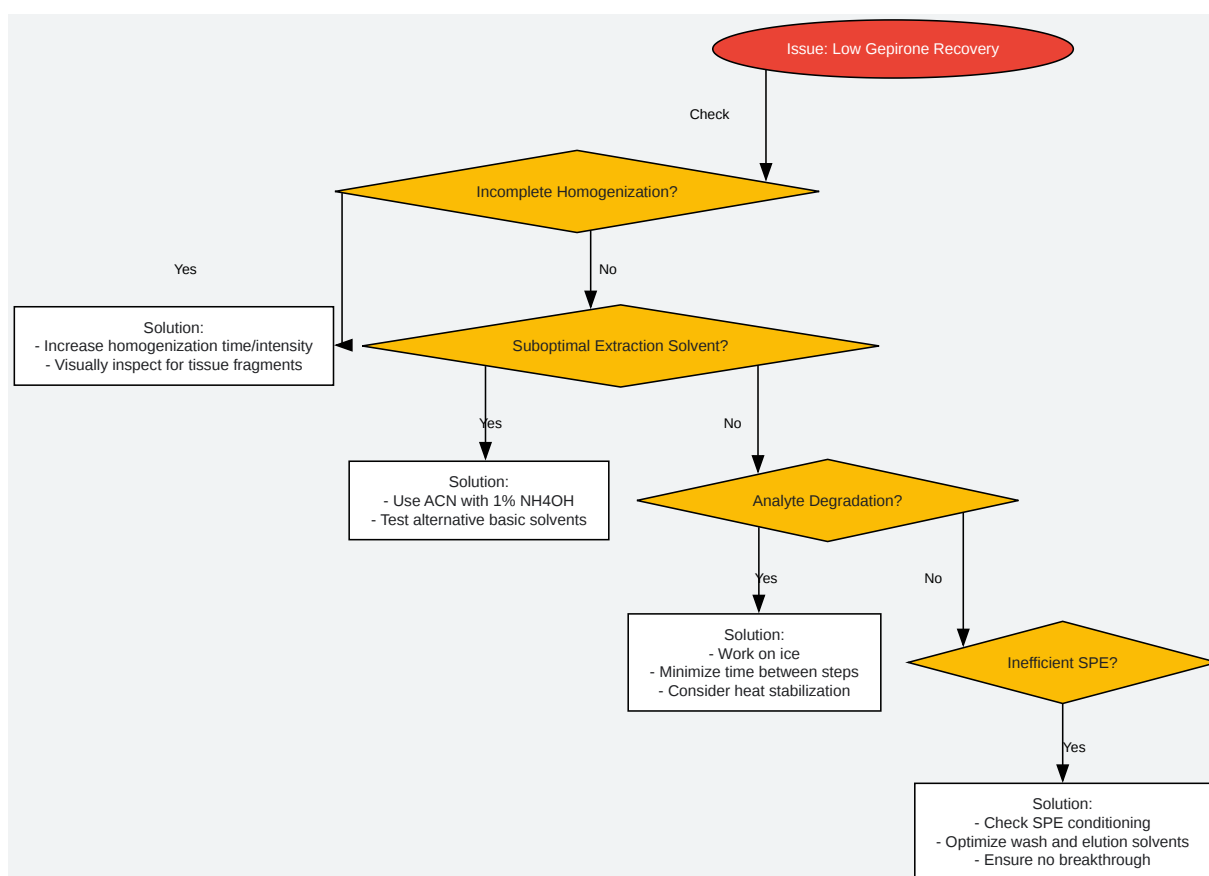 Issue: Low Gepirone Recovery
Check
Incomplete Homogenization?
Yes
No
Solution:
- Increase homogenization time/intensity
- Visually inspect for tissue fragments
Suboptimal Extraction Solvent?
Yes
No
Solution:
- Use ACN with 1% NH4OH
- Test alternative basic solvents
Analyte Degradation?
Yes
No
Solution:
- Work on ice
- Minimize time between steps
- Consider heat stabilization
Inefficient SPE?
Yes
Solution:
- Check SPE conditioning
- Optimize wash and elution solvents
- Ensure no breakthrough